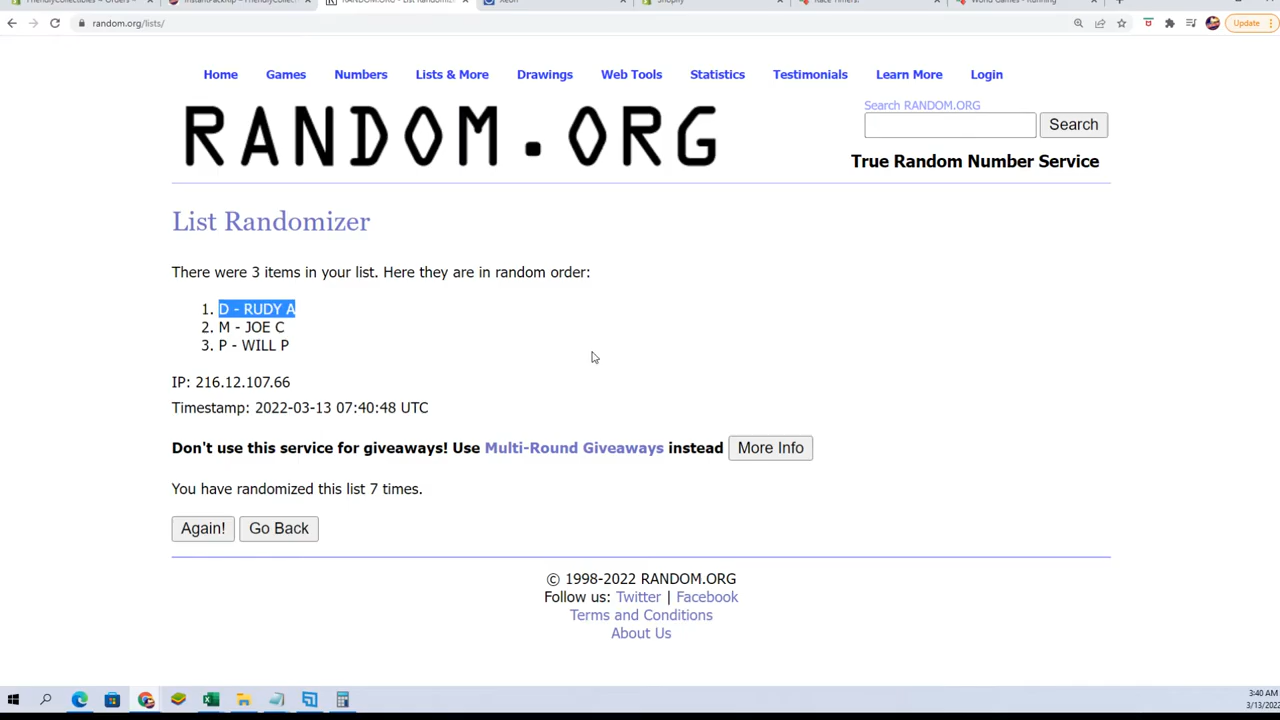 random.org/lists/
Update
Home Games Numbers Lists & More Drawings Web Tools Statistics Testimonials Learn More Login
RANDOM.ORG
Search RANDOM.ORG
Search
True Random Number Service
List Randomizer
There were 3 items in your list. Here they are in random order:
1. D - RUDY A
2. M - JOE C
3. P - WILL P
IP: 216.12.107.66
Timestamp: 2022-03-13 07:40:48 UTC
Don't use this service for giveaways! Use Multi-Round Giveaways instead More Info
You have randomized this list 7 times.
Again! Go Back
© 1998-2022 RANDOM.ORG
Follow us: Twitter | Facebook
Terms and Conditions
About Us
3:40 AM